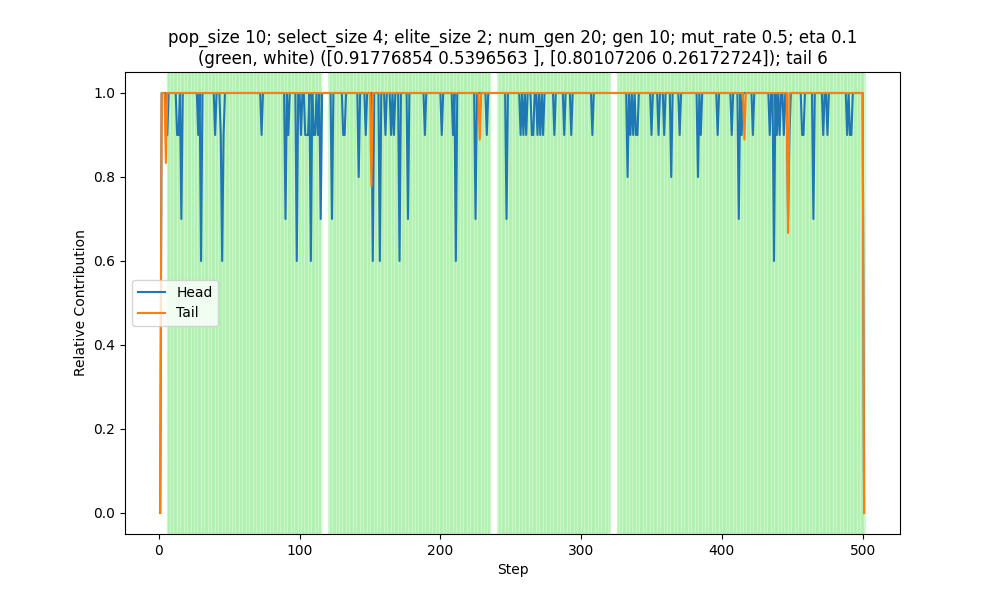 pop_size 10; select_size 4; elite_size 2; num_gen 20; gen 10; mut_rate 0.5; eta 0.1
(green, white) ([0.91776854 0.5396563 ], [0.80107206 0.26172724]); tail 6
1.0
0.8
0.6
0.4
0.2
0.0
Relative Contribution
Head
Tail
0
100
200
300
400
500
Step